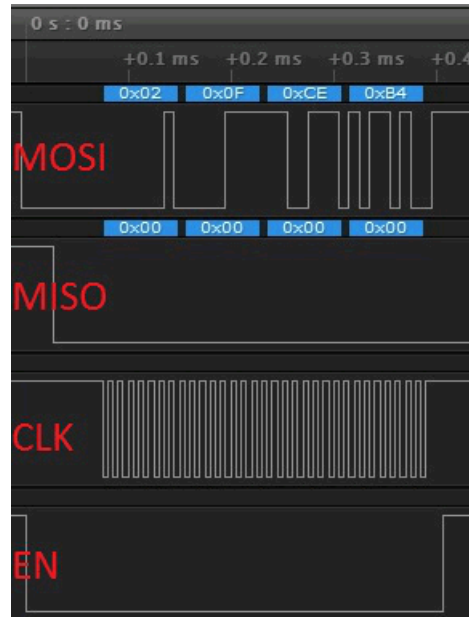 0 s : 0 ms
+0.1 ms +0.2 ms +0.3 ms +0.4
0x02 0x0F 0xCE 0xB4
MOSI
0x00 0x00 0x00 0x00
MISO
CLK
EN